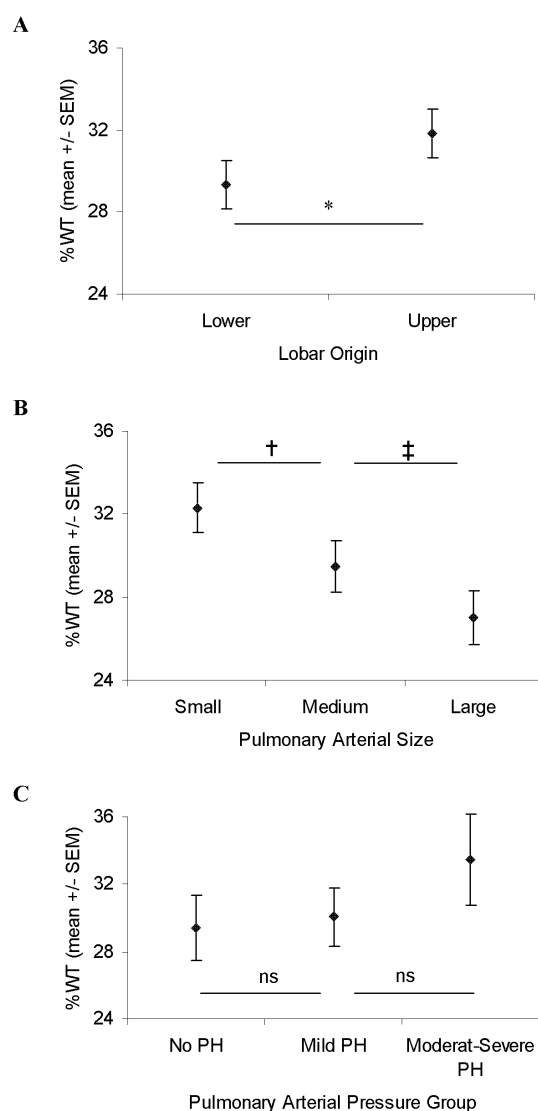 A
%WT (mean +/- SEM)
36
32
28
24
*
Lower
Upper
Lobar Origin
B
%WT (mean +/- SEM)
36
32
28
24
†
‡
Small
Medium
Large
Pulmonary Arterial Size
C
%WT (mean +/- SEM)
36
32
28
24
ns
ns
No PH
Mild PH
Moderat-Severe
PH
Pulmonary Arterial Pressure Group